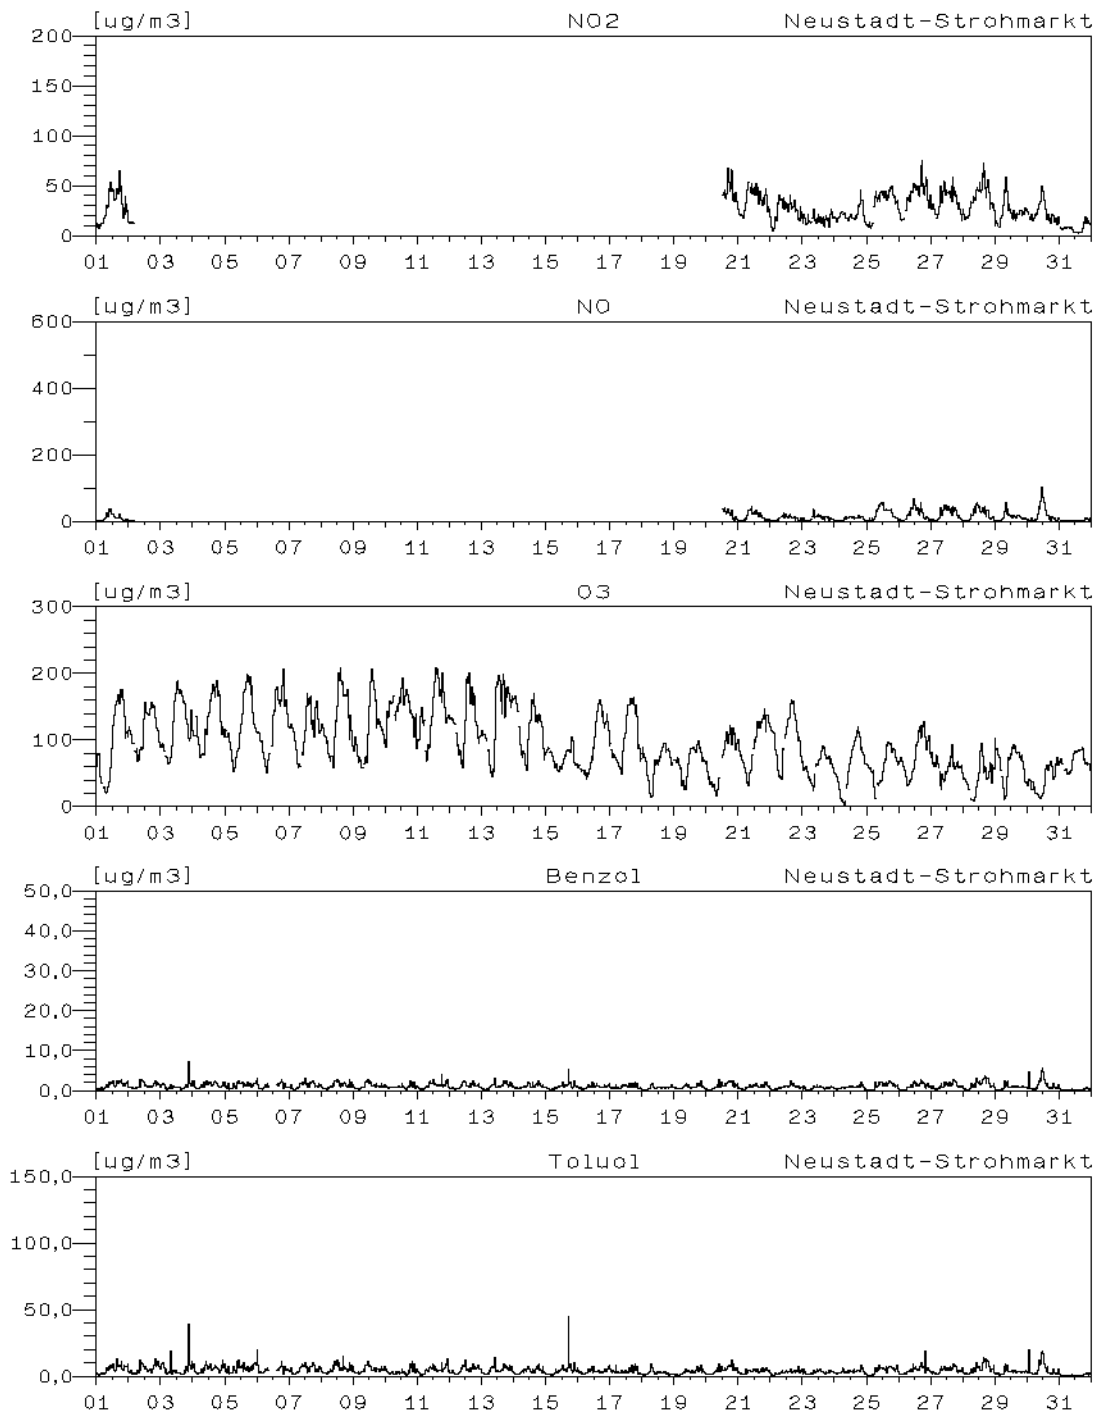 [ug/m3] NO2 Neustadt-Strohmarkt
200
150
100
50
0
01 03 05 07 09 11 13 15 17 19 21 23 25 27 29 31
[ug/m3] NO Neustadt-Strohmarkt
600
400
200
0
01 03 05 07 09 11 13 15 17 19 21 23 25 27 29 31
[ug/m3] O3 Neustadt-Strohmarkt
300
200
100
0
01 03 05 07 09 11 13 15 17 19 21 23 25 27 29 31
[ug/m3] Benzol Neustadt-Strohmarkt
50,0
40,0
30,0
20,0
10,0
0,0
01 03 05 07 09 11 13 15 17 19 21 23 25 27 29 31
[ug/m3] Toluol Neustadt-Strohmarkt
150,0
100,0
50,0
0,0
01 03 05 07 09 11 13 15 17 19 21 23 25 27 29 31